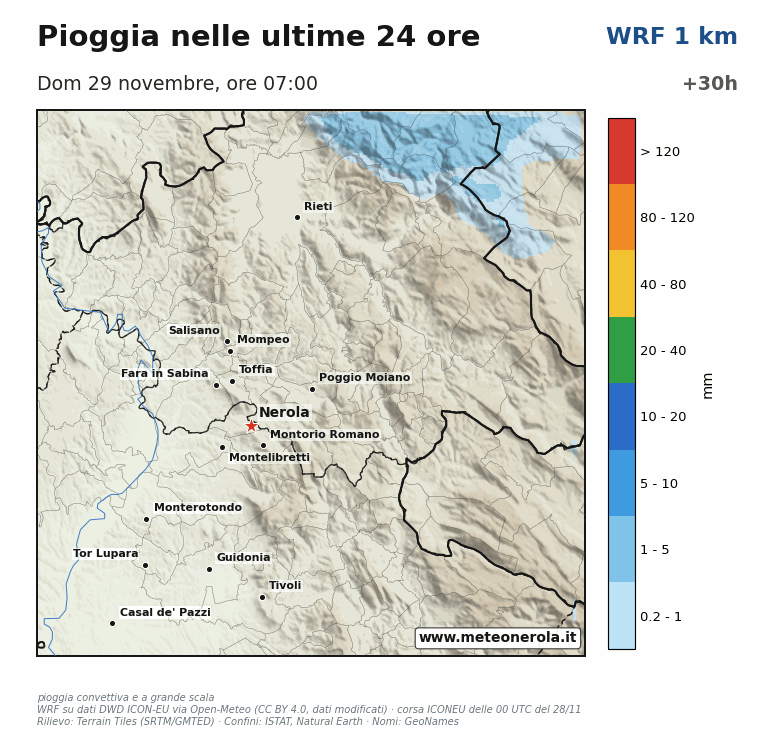 Pioggia nelle ultime 24 ore
WRF 1 km
Dom 29 novembre, ore 07:00
+30h
Rieti
Salisano
Mompeo
Toffia
Fara in Sabina
Poggio Moiano
Nerola
Montorio Romano
Montelibretti
Monterotondo
Tor Lupara
Guidonia
Tivoli
Casal de' Pazzi
www.meteonerola.it
> 120
80 - 120
40 - 80
20 - 40
10 - 20
5 - 10
1 - 5
0.2 - 1
mm
pioggia convettiva e a grande scala
WRF su dati DWD ICON-EU via Open-Meteo (CC BY 4.0, dati modificati) · corsa ICONEU delle 00 UTC del 28/11
Rilievo: Terrain Tiles (SRTM/GMTED) · Confini: ISTAT, Natural Earth · Nomi: GeoNames